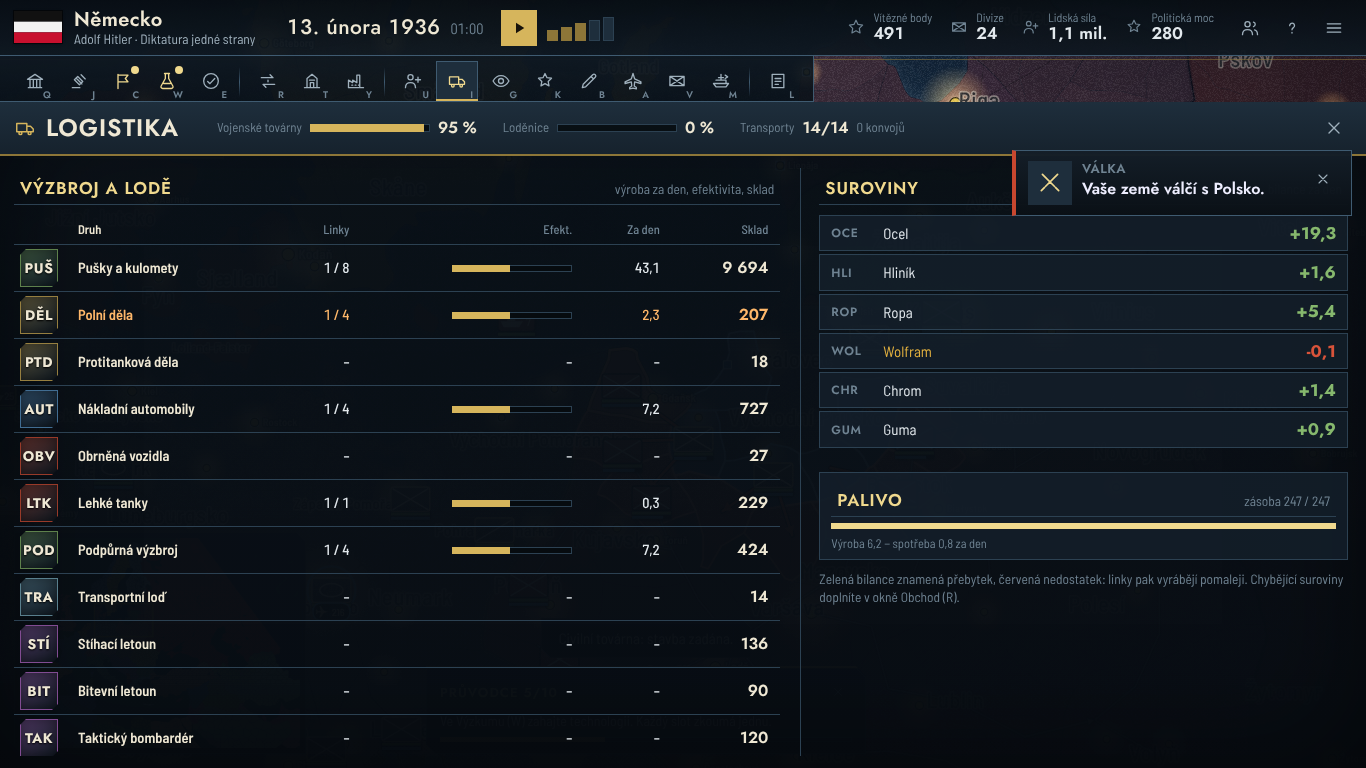 Německo
Adolf Hitler · Diktatura jedné strany
13. února 1936 01:00
Vítězné body
491
Divize
24
Lidská síla
1,1 mil.
Politická moc
280
?
Q J C W E R T Y U I G K B A V M L
Pskov
Riga
LOGISTIKA
Vojenské továrny 95 %
Loděnice 0 %
Transporty 14/14 0 konvojů
VÁLKA
Vaše země válčí s Polsko.
VÝZBROJ A LODĚ
výroba za den, efektivita, sklad
Druh Linky Efekt. Za den Sklad
PUŠ Pušky a kulomety 1 / 8 43,1 9 694
DĚL Polní děla 1 / 4 2,3 207
PTD Protitanková děla – – – 18
AUT Nákladní automobily 1 / 4 7,2 727
OBV Obrněná vozidla – – – 27
LTK Lehké tanky 1 / 1 0,3 229
POD Podpůrná výzbroj 1 / 4 7,2 424
TRA Transportní loď – – – 14
STÍ Stíhací letoun – – – 136
BIT Bitevní letoun – – – 90
TAK Taktický bombardér – – – 120
SUROVINY
OCE Ocel +19,3
HLI Hliník +1,6
ROP Ropa +5,4
WOL Wolfram -0,1
CHR Chrom +1,4
GUM Guma +0,9
PALIVO
zásoba 247 / 247
Výroba 6,2 – spotřeba 0,8 za den
Zelená bilance znamená přebytek, červená nedostatek: linky pak vyrábějí pomaleji. Chybějící suroviny
doplníte v okně Obchod (R).